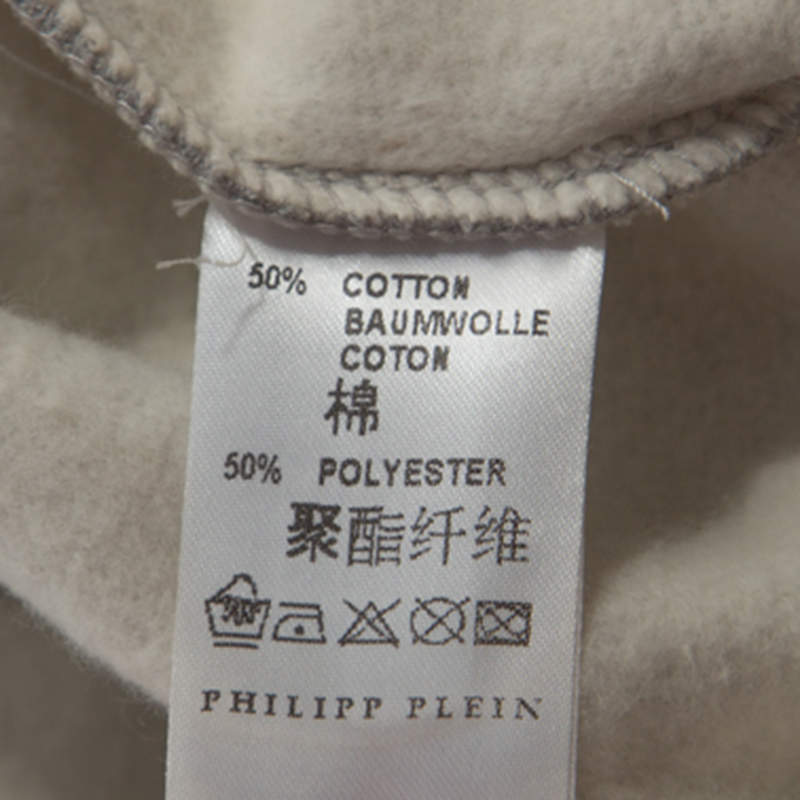 50% COTTON
BAUMWOLLE
COTON
棉
50% POLYESTER
聚酯纤维
PHILIPP PLEIN